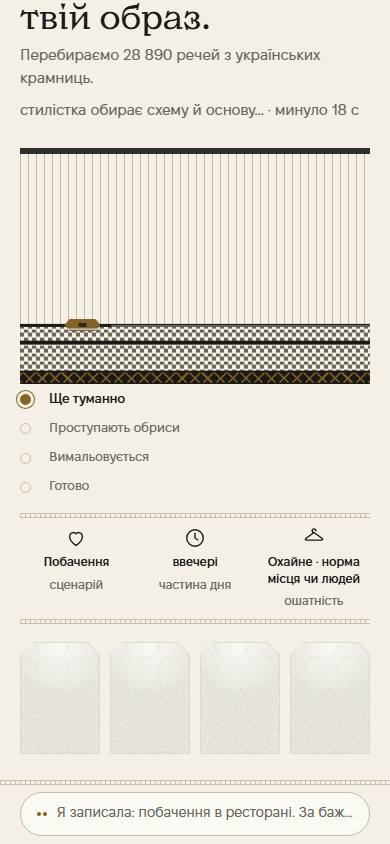 твій образ.
Перебираємо 28 890 речей з українських
крамниць.
стилістка обирає схему й основу... · минуло 18 с
Ще туманно
Проступають обриси
Вимальовується
Готово
Побачення
сценарій
ввечері
частина дня
Охайне · норма
місця чи людей
ошатність
Я записала: побачення в ресторані. За баж...